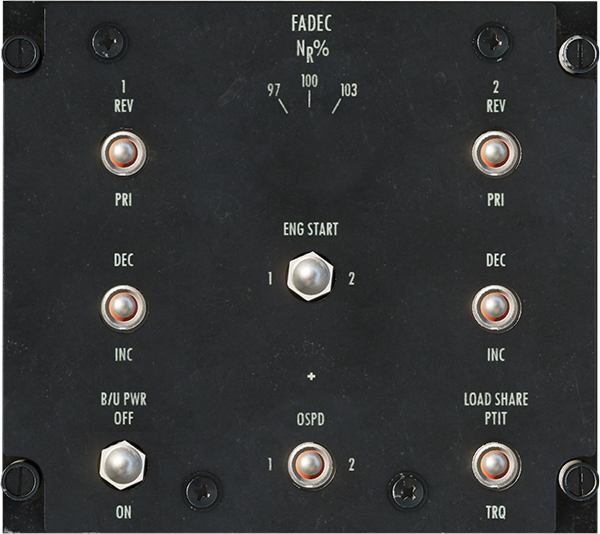 FADEC
NR%
97 100 103
1
REV
PRI
2
REV
PRI
ENG START
1 2
DEC
INC
DEC
INC
B/U PWR
OFF
ON
OSPD
1 2
LOAD SHARE
PTIT
TRQ